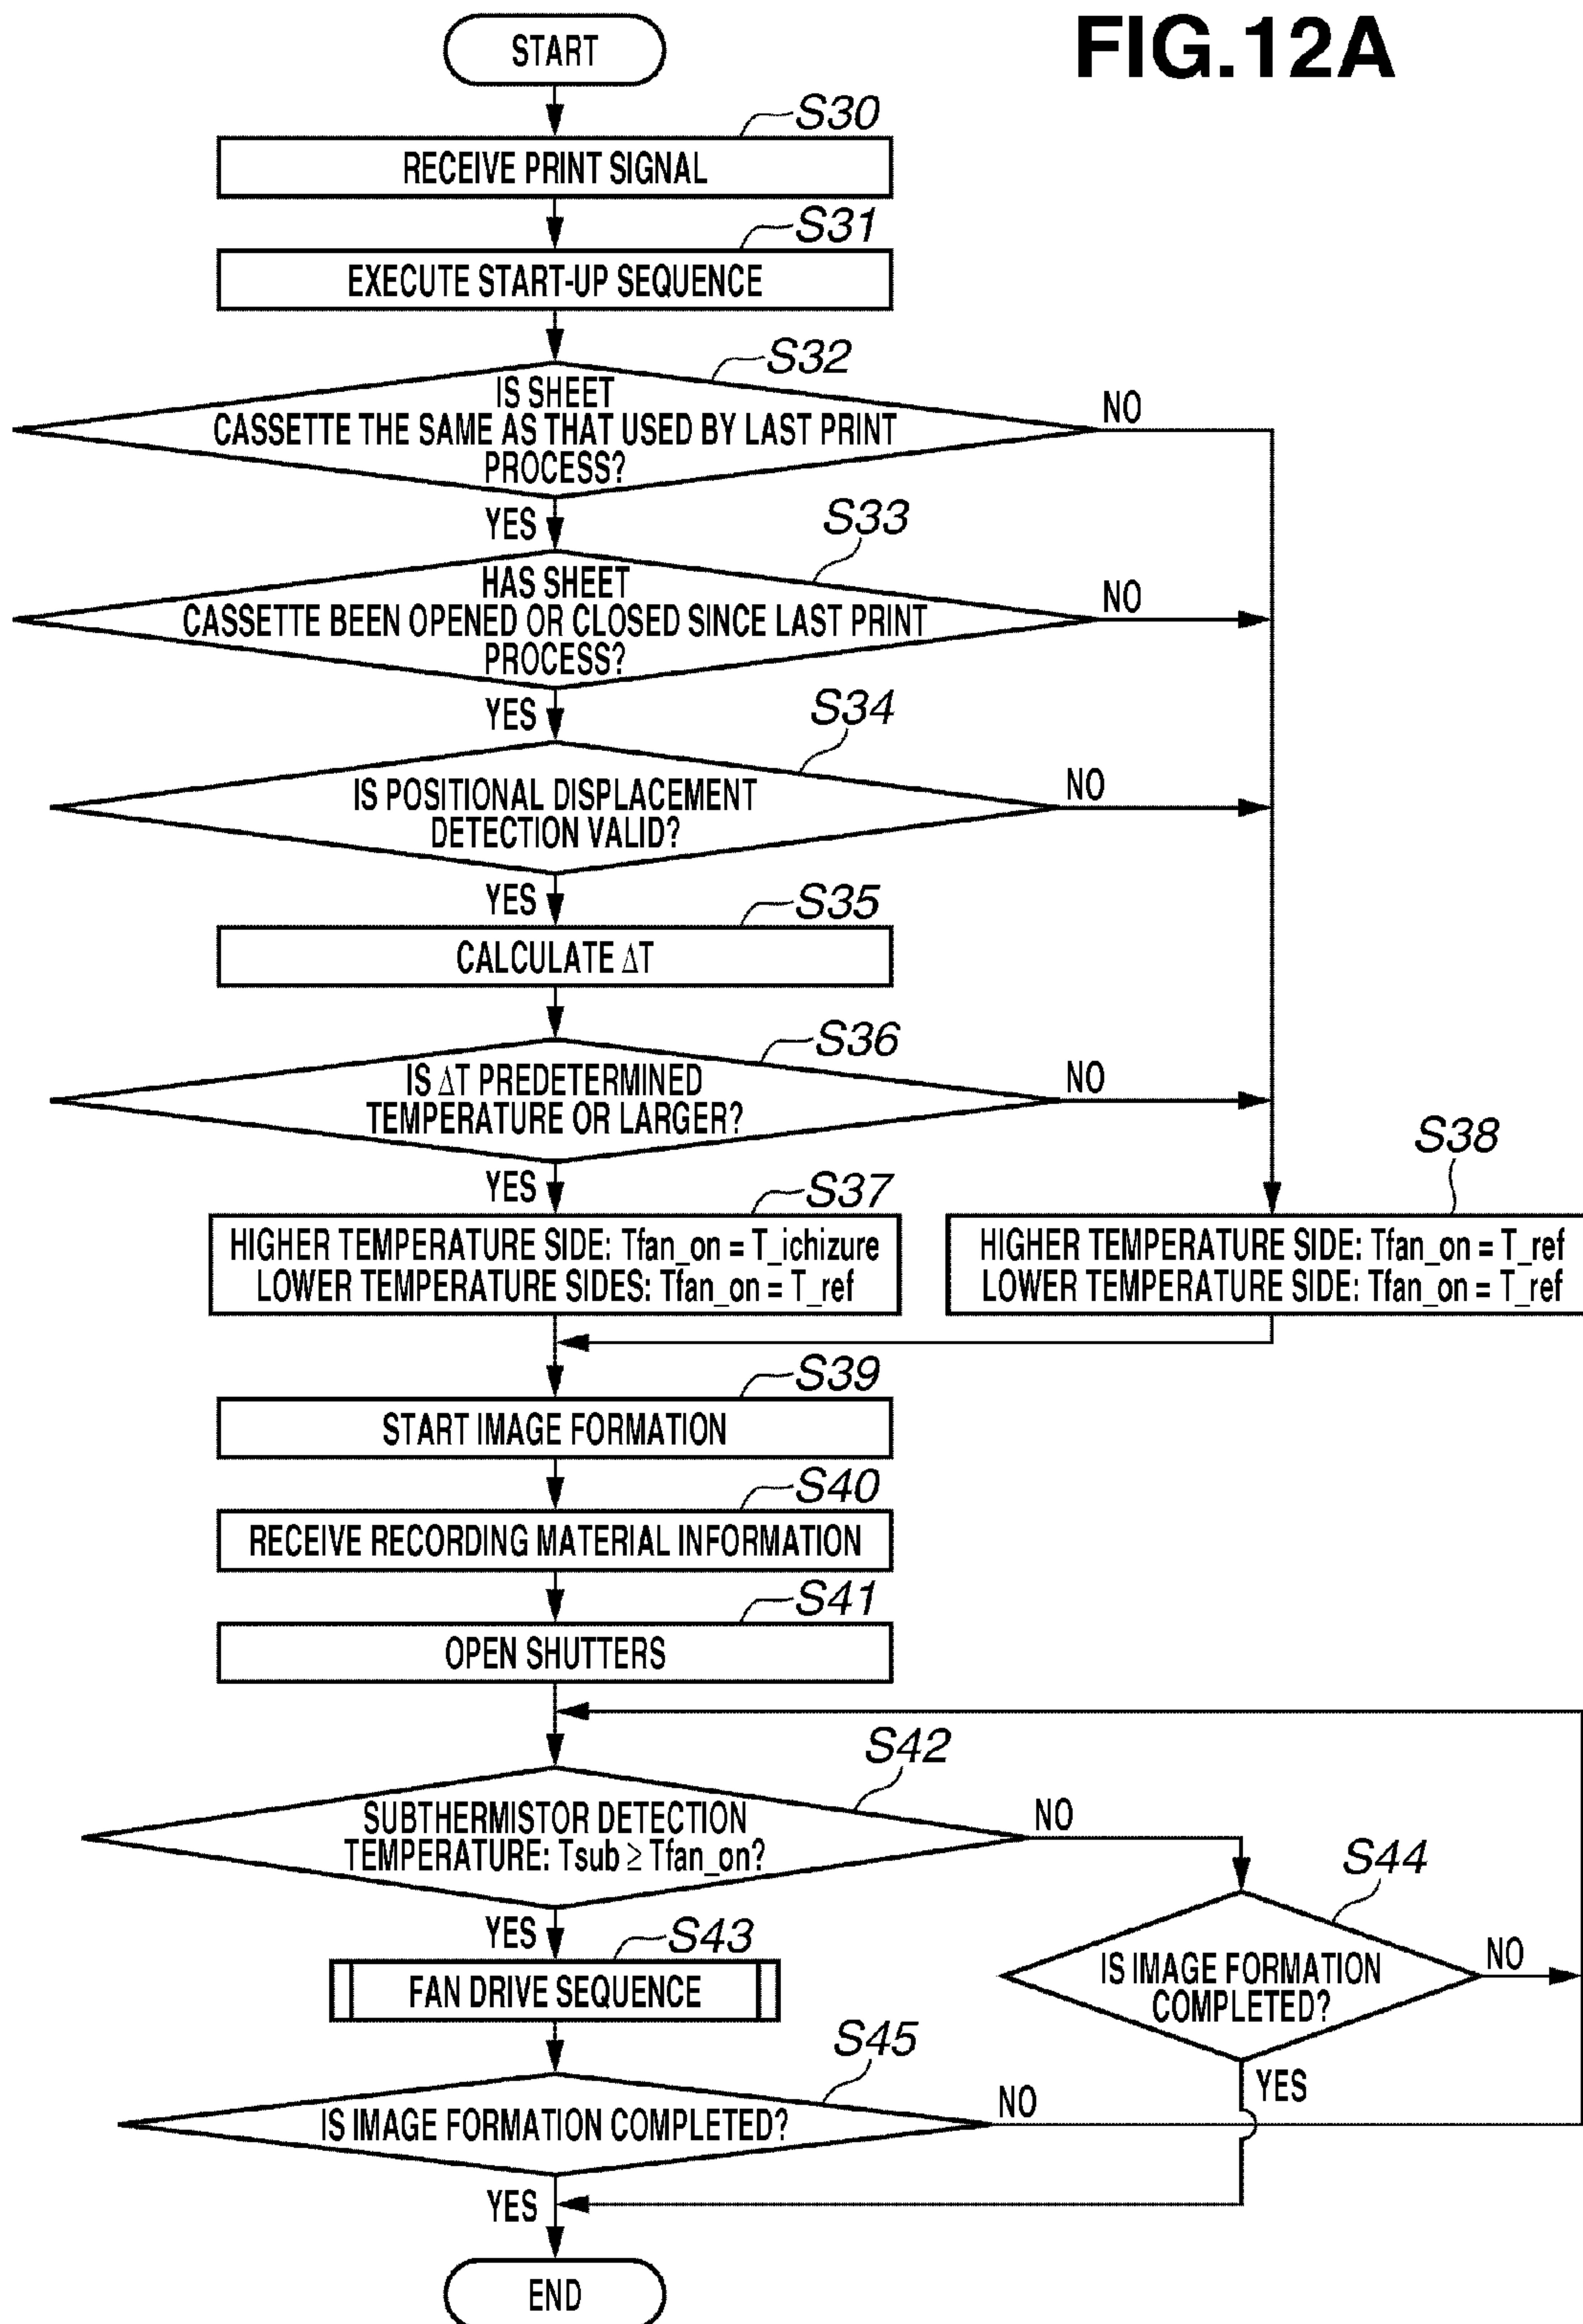 FIG.12A
START
S30
RECEIVE PRINT SIGNAL
S31
EXECUTE START-UP SEQUENCE
S32
IS SHEET
CASSETTE THE SAME AS THAT USED BY LAST PRINT
PROCESS?
NO
YES
S33
HAS SHEET
CASSETTE BEEN OPENED OR CLOSED SINCE LAST PRINT
PROCESS?
NO
YES
S34
IS POSITIONAL DISPLACEMENT
DETECTION VALID?
NO
YES
S35
CALCULATE ΔT
S36
IS ΔT PREDETERMINED
TEMPERATURE OR LARGER?
NO
YES
S37
HIGHER TEMPERATURE SIDE: Tfan_on = T_ichizure
LOWER TEMPERATURE SIDES: Tfan_on = T_ref
S38
HIGHER TEMPERATURE SIDE: Tfan_on = T_ref
LOWER TEMPERATURE SIDE: Tfan_on = T_ref
S39
START IMAGE FORMATION
S40
RECEIVE RECORDING MATERIAL INFORMATION
S41
OPEN SHUTTERS
S42
SUBTHERMISTOR DETECTION
TEMPERATURE: Tsub ≥ Tfan_on?
NO
YES
S43
FAN DRIVE SEQUENCE
S44
IS IMAGE FORMATION
COMPLETED?
NO
YES
S45
IS IMAGE FORMATION COMPLETED?
NO
YES
END